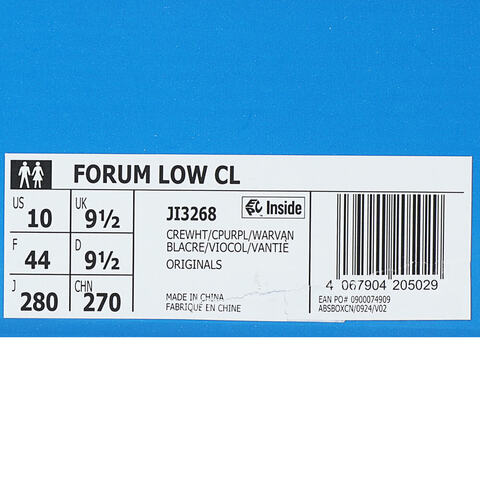 FORUM LOW CL
US 10 UK 9½
F 44 D 9½
J 280 CHN 270
JI3268 Inside
CREWHT/CPURPL/WARVAN
BLACRE/VIOCOL/VANTIE
ORIGINALS
MADE IN CHINA
FABRIQUÉ EN CHINE
4 067904 205029
EAN PO# 0900074909
ABSBOXCN/0924/V02